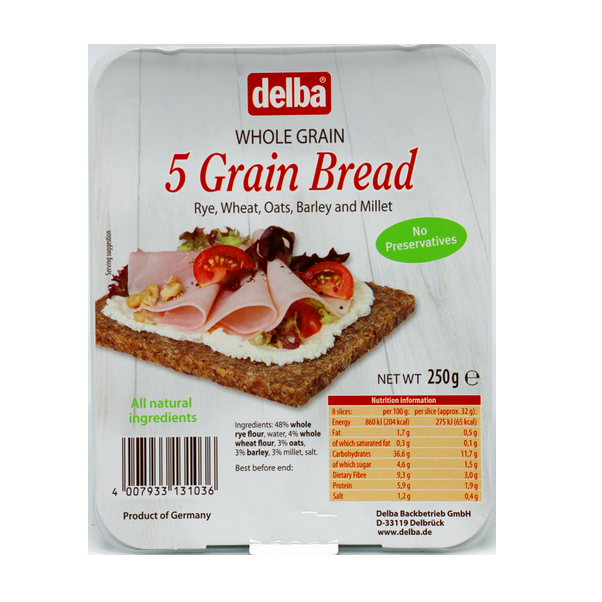 delba®
WHOLE GRAIN
5 Grain Bread
Rye, Wheat, Oats, Barley and Millet
No
Preservatives
Serving suggestion
NET WT 250g ℮
All natural
ingredients
Ingredients: 48% whole
rye flour, water, 4% whole
wheat flour, 3% oats,
3% barley, 3% millet, salt.
Best before end:
Nutrition information
8 slices: per 100 g: per slice (approx. 32 g):
Energy 860 kJ (204 kcal) 275 kJ (65 kcal)
Fat 1,7 g 0,5 g
of which saturated fat 0,3 g 0,1 g
Carbohydrates 36,6 g 11,7 g
of which sugar 4,6 g 1,5 g
Dietary Fibre 9,3 g 3,0 g
Protein 5,9 g 1,9 g
Salt 1,2 g 0,4 g
4 007933 131036
Product of Germany
Delba Backbetrieb GmbH
D-33119 Delbrück
www.delba.de